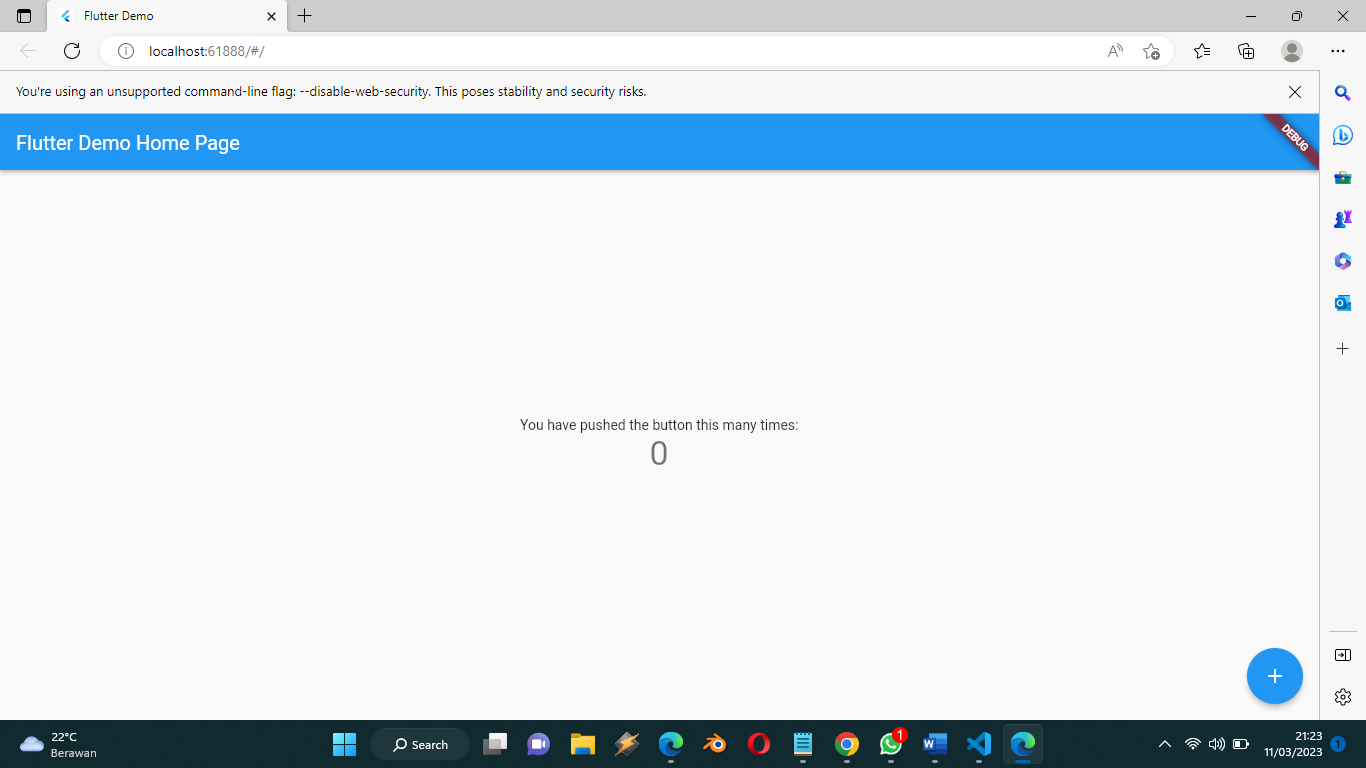 Flutter Demo
localhost:61888/#/
You're using an unsupported command-line flag: --disable-web-security. This poses stability and security risks.
Flutter Demo Home Page
DEBUG
You have pushed the button this many times:
0
22°C
Berawan
Search
1
21:23
11/03/2023
1